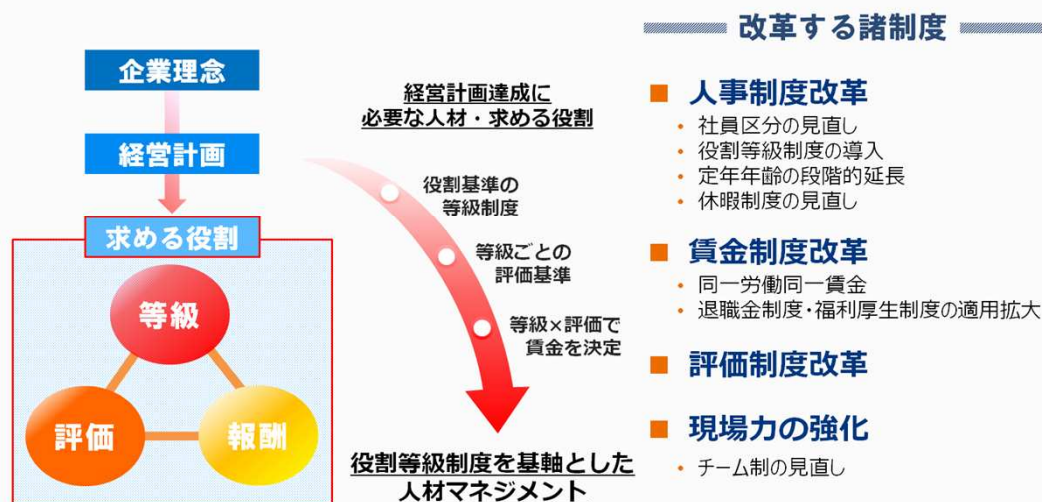 企業理念
経営計画
求める役割
等級
評価
報酬
経営計画達成に
必要な人材・求める役割
役割基準の
等級制度
等級ごとの
評価基準
等級×評価で
賃金を決定
役割等級制度を基軸とした
人材マネジメント
改革する諸制度
■ 人事制度改革
• 社員区分の見直し
• 役割等級制度の導入
• 定年年齢の段階的延長
• 休暇制度の見直し
■ 賃金制度改革
• 同一労働同一賃金
• 退職金制度・福利厚生制度の適用拡大
■ 評価制度改革
■ 現場力の強化
• チーム制の見直し